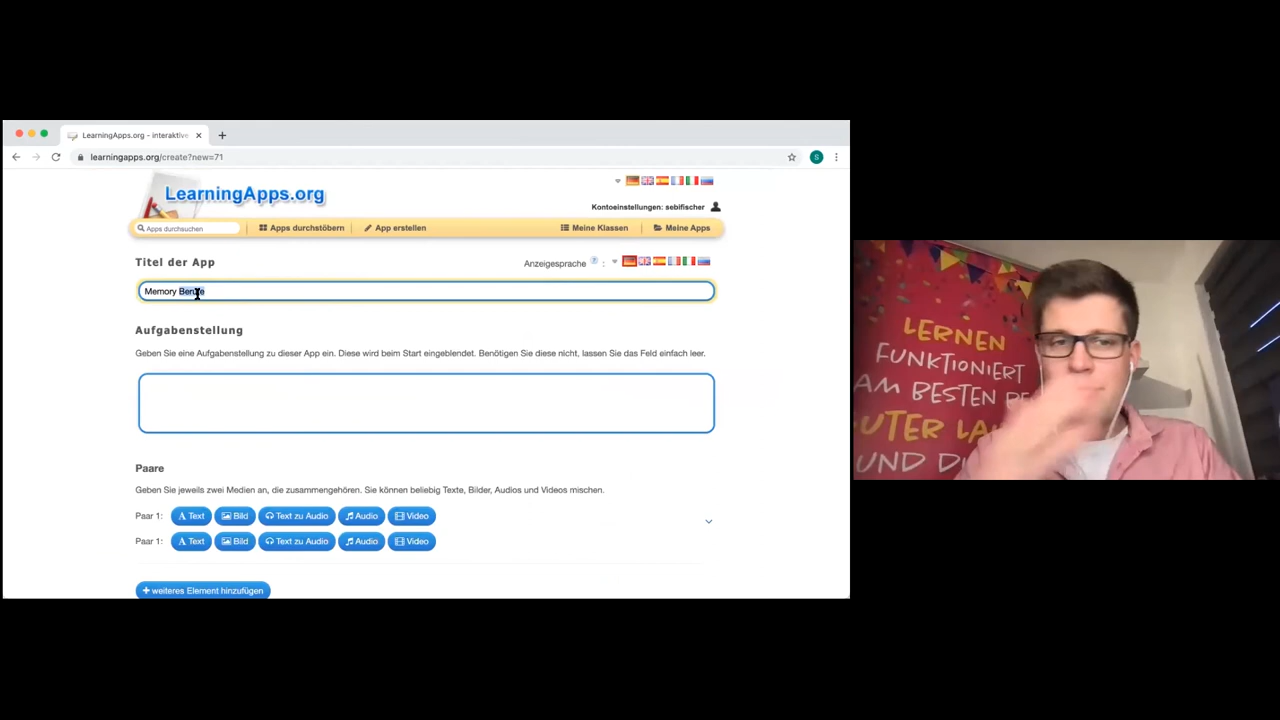 LearningApps.org - interaktive
learningapps.org/create?new=71
S
LearningApps.org
Kontoeinstellungen: sebifischer
Apps durchsuchen
Apps durchstöbern
App erstellen
Meine Klassen
Meine Apps
Titel der App
Anzeigesprache ? :
Memory Berufe
Aufgabenstellung
Geben Sie eine Aufgabenstellung zu dieser App ein. Diese wird beim Start eingeblendet. Benötigen Sie diese nicht, lassen Sie das Feld einfach leer.
Paare
Geben Sie jeweils zwei Medien an, die zusammengehören. Sie können beliebig Texte, Bilder, Audios und Videos mischen.
Paar 1: A Text Bild Text zu Audio Audio Video
Paar 1: A Text Bild Text zu Audio Audio Video
+ weiteres Element hinzufügen
LERNEN
FUNKTIONIERT
AM BESTEN
UND